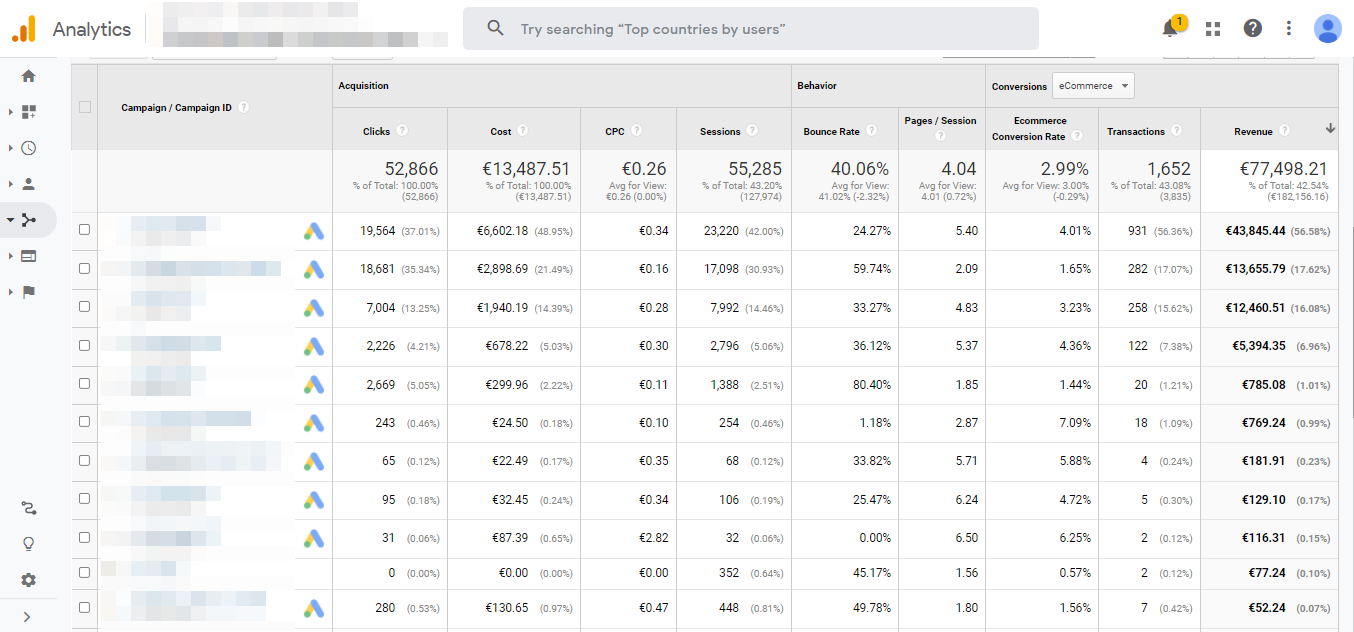 Analytics
Try searching “Top countries by users”
1
Acquisition
Behavior
Conversions eCommerce
Campaign / Campaign ID
Clicks Cost CPC Sessions Bounce Rate Pages / Session Ecommerce Conversion Rate Transactions Revenue
52,866 €13,487.51 €0.26 55,285 40.06% 4.04 2.99% 1,652 €77,498.21
% of Total: 100.00% % of Total: 100.00% Avg for View: % of Total: 43.20% Avg for View: Avg for View: Avg for View: 3.00% % of Total: 43.08% % of Total: 42.54%
(52,866) (€13,487.51) €0.26 (0.00%) (127,974) 41.02% (-2.32%) 4.01 (0.72%) (-0.29%) (3,835) (€182,156.16)
19,564 (37.01%) €6,602.18 (48.95%) €0.34 23,220 (42.00%) 24.27% 5.40 4.01% 931 (56.36%) €43,845.44 (56.58%)
18,681 (35.34%) €2,898.69 (21.49%) €0.16 17,098 (30.93%) 59.74% 2.09 1.65% 282 (17.07%) €13,655.79 (17.62%)
7,004 (13.25%) €1,940.19 (14.39%) €0.28 7,992 (14.46%) 33.27% 4.83 3.23% 258 (15.62%) €12,460.51 (16.08%)
2,226 (4.21%) €678.22 (5.03%) €0.30 2,796 (5.06%) 36.12% 5.37 4.36% 122 (7.38%) €5,394.35 (6.96%)
2,669 (5.05%) €299.96 (2.22%) €0.11 1,388 (2.51%) 80.40% 1.85 1.44% 20 (1.21%) €785.08 (1.01%)
243 (0.46%) €24.50 (0.18%) €0.10 254 (0.46%) 1.18% 2.87 7.09% 18 (1.09%) €769.24 (0.99%)
65 (0.12%) €22.49 (0.17%) €0.35 68 (0.12%) 33.82% 5.71 5.88% 4 (0.24%) €181.91 (0.23%)
95 (0.18%) €32.45 (0.24%) €0.34 106 (0.19%) 25.47% 6.24 4.72% 5 (0.30%) €129.10 (0.17%)
31 (0.06%) €87.39 (0.65%) €2.82 32 (0.06%) 0.00% 6.50 6.25% 2 (0.12%) €116.31 (0.15%)
0 (0.00%) €0.00 (0.00%) €0.00 352 (0.64%) 45.17% 1.56 0.57% 2 (0.12%) €77.24 (0.10%)
280 (0.53%) €130.65 (0.97%) €0.47 448 (0.81%) 49.78% 1.80 1.56% 7 (0.42%) €52.24 (0.07%)